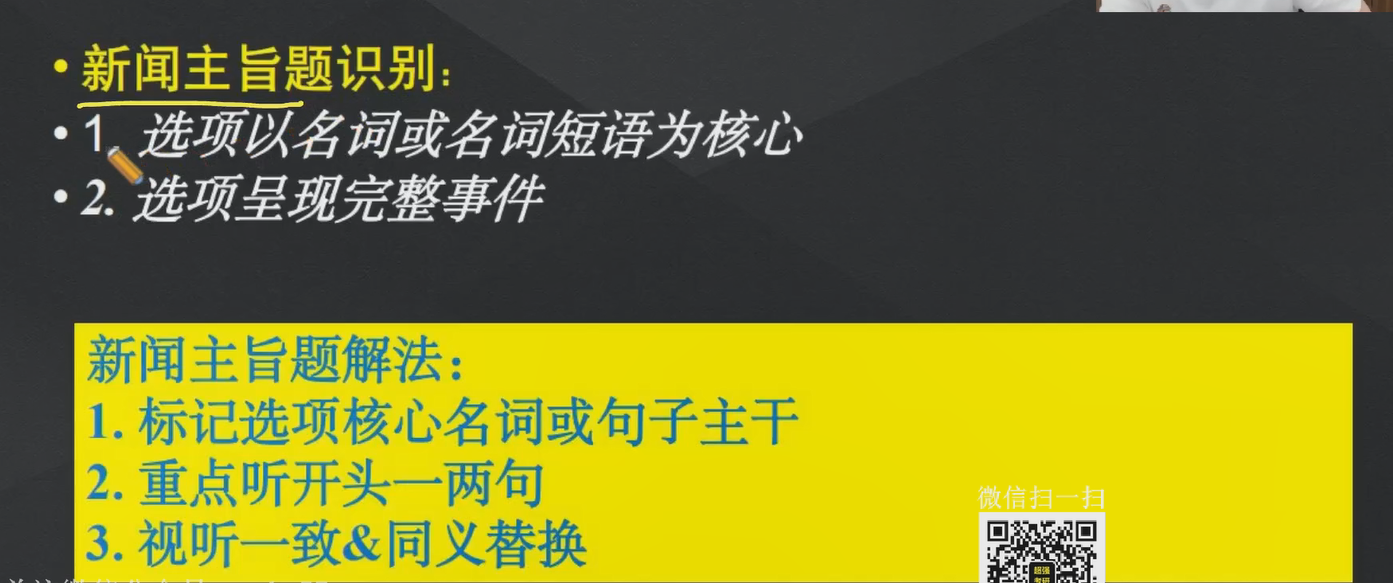 • 新闻主旨题识别：
• 1. 选项以名词或名词短语为核心
• 2. 选项呈现完整事件
新闻主旨题解法：
1. 标记选项核心名词或句子主干
2. 重点听开头一两句
3. 视听一致&同义替换
微信扫一扫